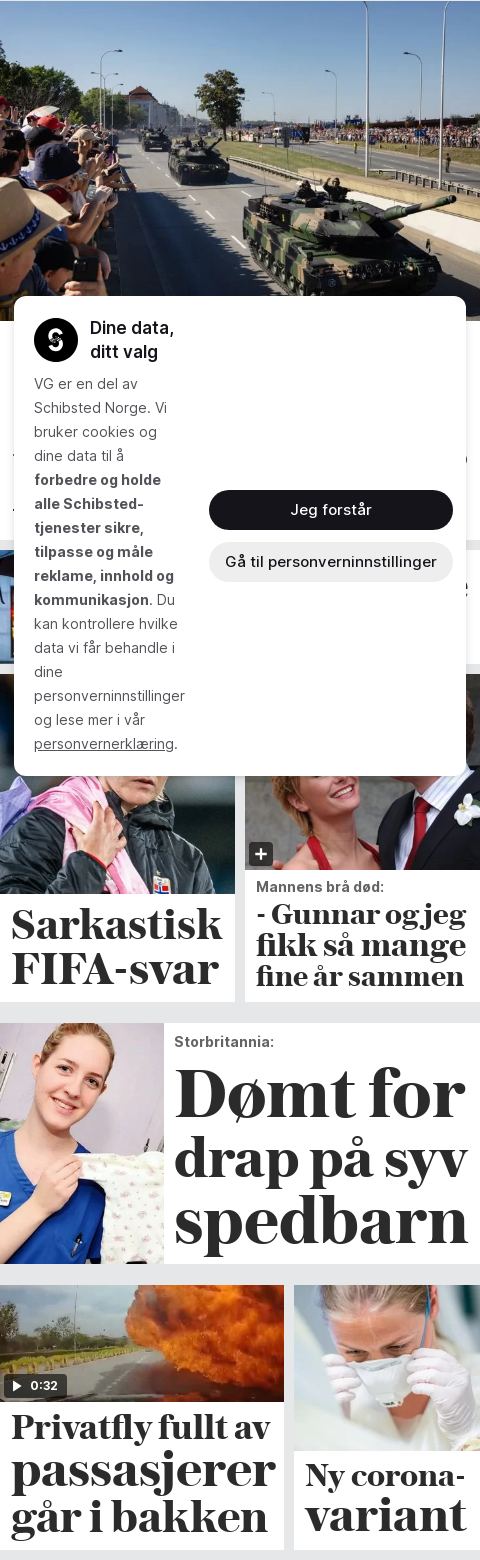 Dine data,
ditt valg
VG er en del av
Schibsted Norge. Vi
bruker cookies og
dine data til å
forbedre og holde
alle Schibsted-
tjenester sikre,
tilpasse og måle
reklame, innhold og
kommunikasjon. Du
kan kontrollere hvilke
data vi får behandle i
dine
personverninnstillinger
og lese mer i vår
personvernerklæring.
Jeg forstår
Gå til personverninnstillinger
Sarkastisk
FIFA-svar
Mannens brå død:
- Gunnar og jeg
fikk så mange
fine år sammen
Storbritannia:
Dømt for
drap på syv
spedbarn
0:32
Privatfly fullt av
passasjerer
går i bakken
Ny corona-
variant